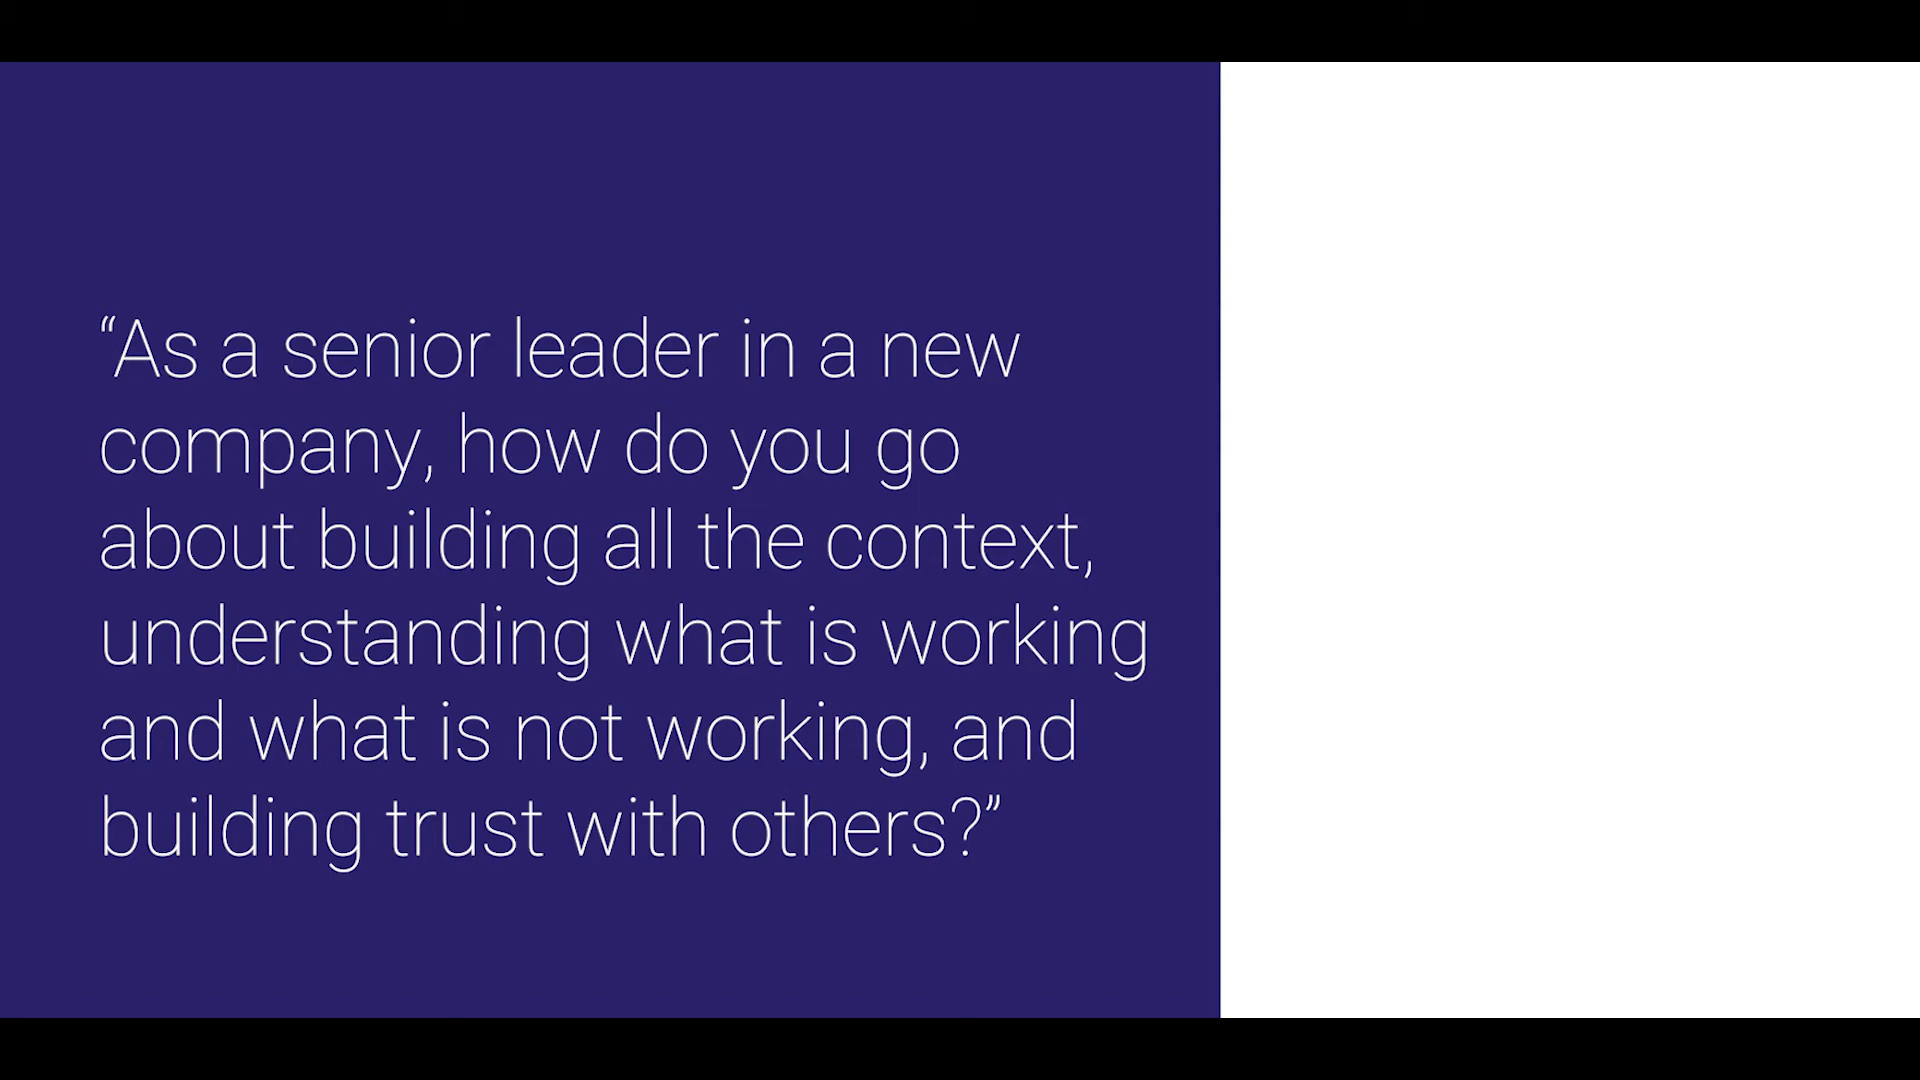 “As a senior leader in a new
company, how do you go
about building all the context,
understanding what is working
and what is not working, and
building trust with others?”